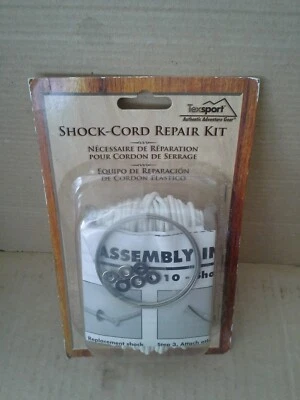 Texsport
Authentic Adventure Gear
SHOCK-CORD REPAIR KIT
NÉCESSAIRE DE RÉPARATION
POUR CORDON DE SERRAGE
EQUIPO DE REPARACIÓN
DE CORDÓN ELÁSTICO
ASSEMBLY IN
10 - Sho
Replacement shock
Step 3. Attach